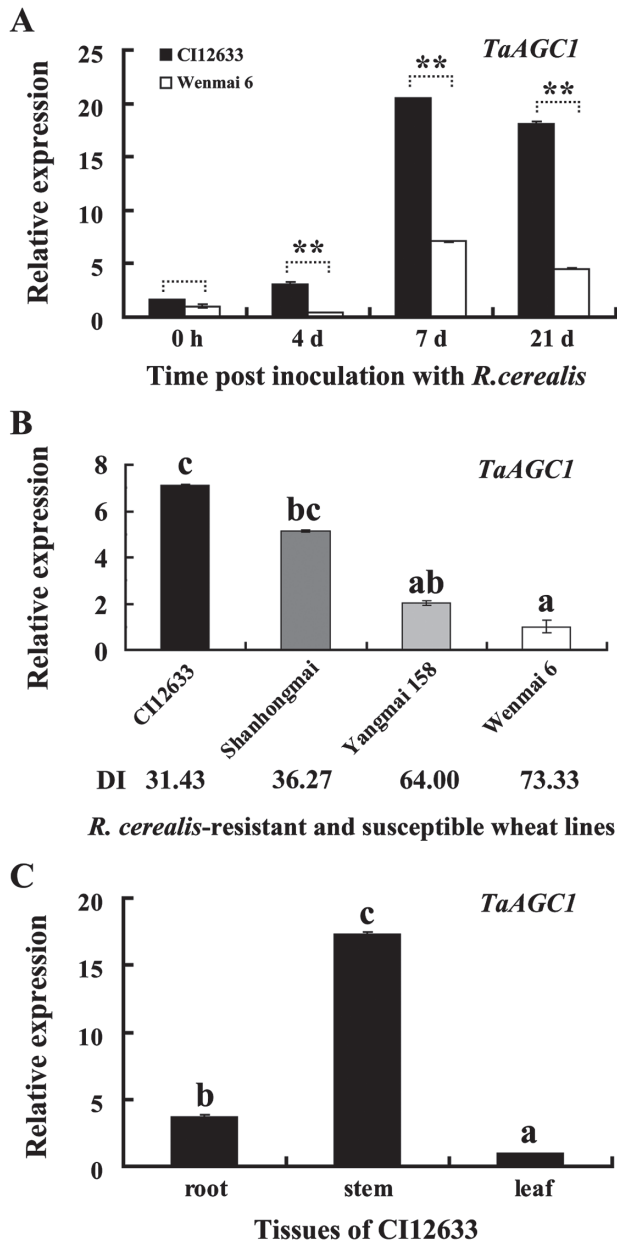 A
TaAGC1
CI12633
Wenmai 6
Relative expression
25
20
15
10
5
0
**
**
**
0 h 4 d 7 d 21 d
Time post inoculation with R.cerealis
B
TaAGC1
Relative expression
8
6
4
2
0
c
bc
ab
a
CI12633
Shanhongmai
Yangmai 158
Wenmai 6
DI 31.43 36.27 64.00 73.33
R. cerealis-resistant and susceptible wheat lines
C
TaAGC1
Relative expression
20
15
10
5
0
b
c
a
root stem leaf
Tissues of CI12633